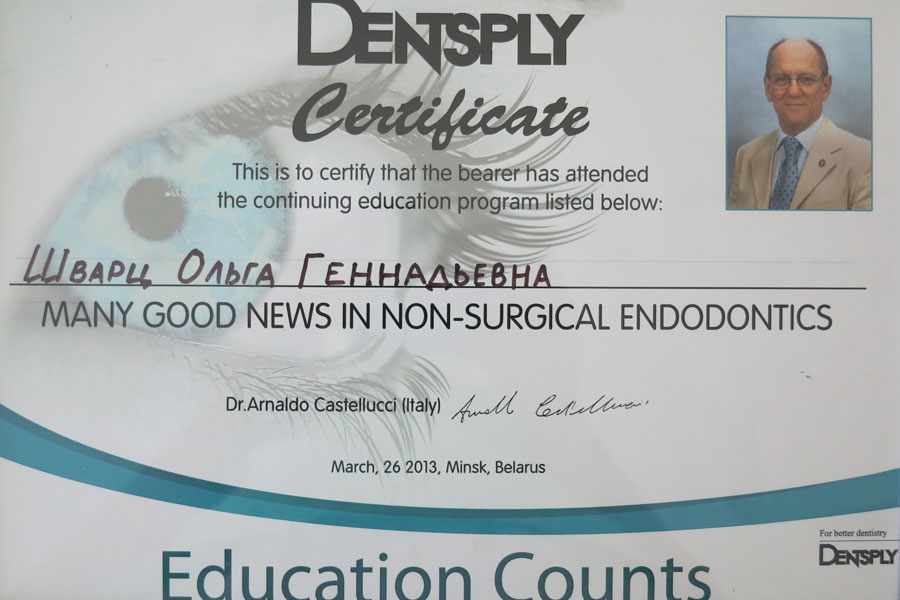 DENTSPLY
Certificate
This is to certify that the bearer has attended
the continuing education program listed below:
Шварц Ольга Геннадьевна
MANY GOOD NEWS IN NON-SURGICAL ENDODONTICS
Dr.Arnaldo Castellucci (Italy) Arnaldo Castellucci
March, 26 2013, Minsk, Belarus
For better dentistry
DENTSPLY
Education Counts